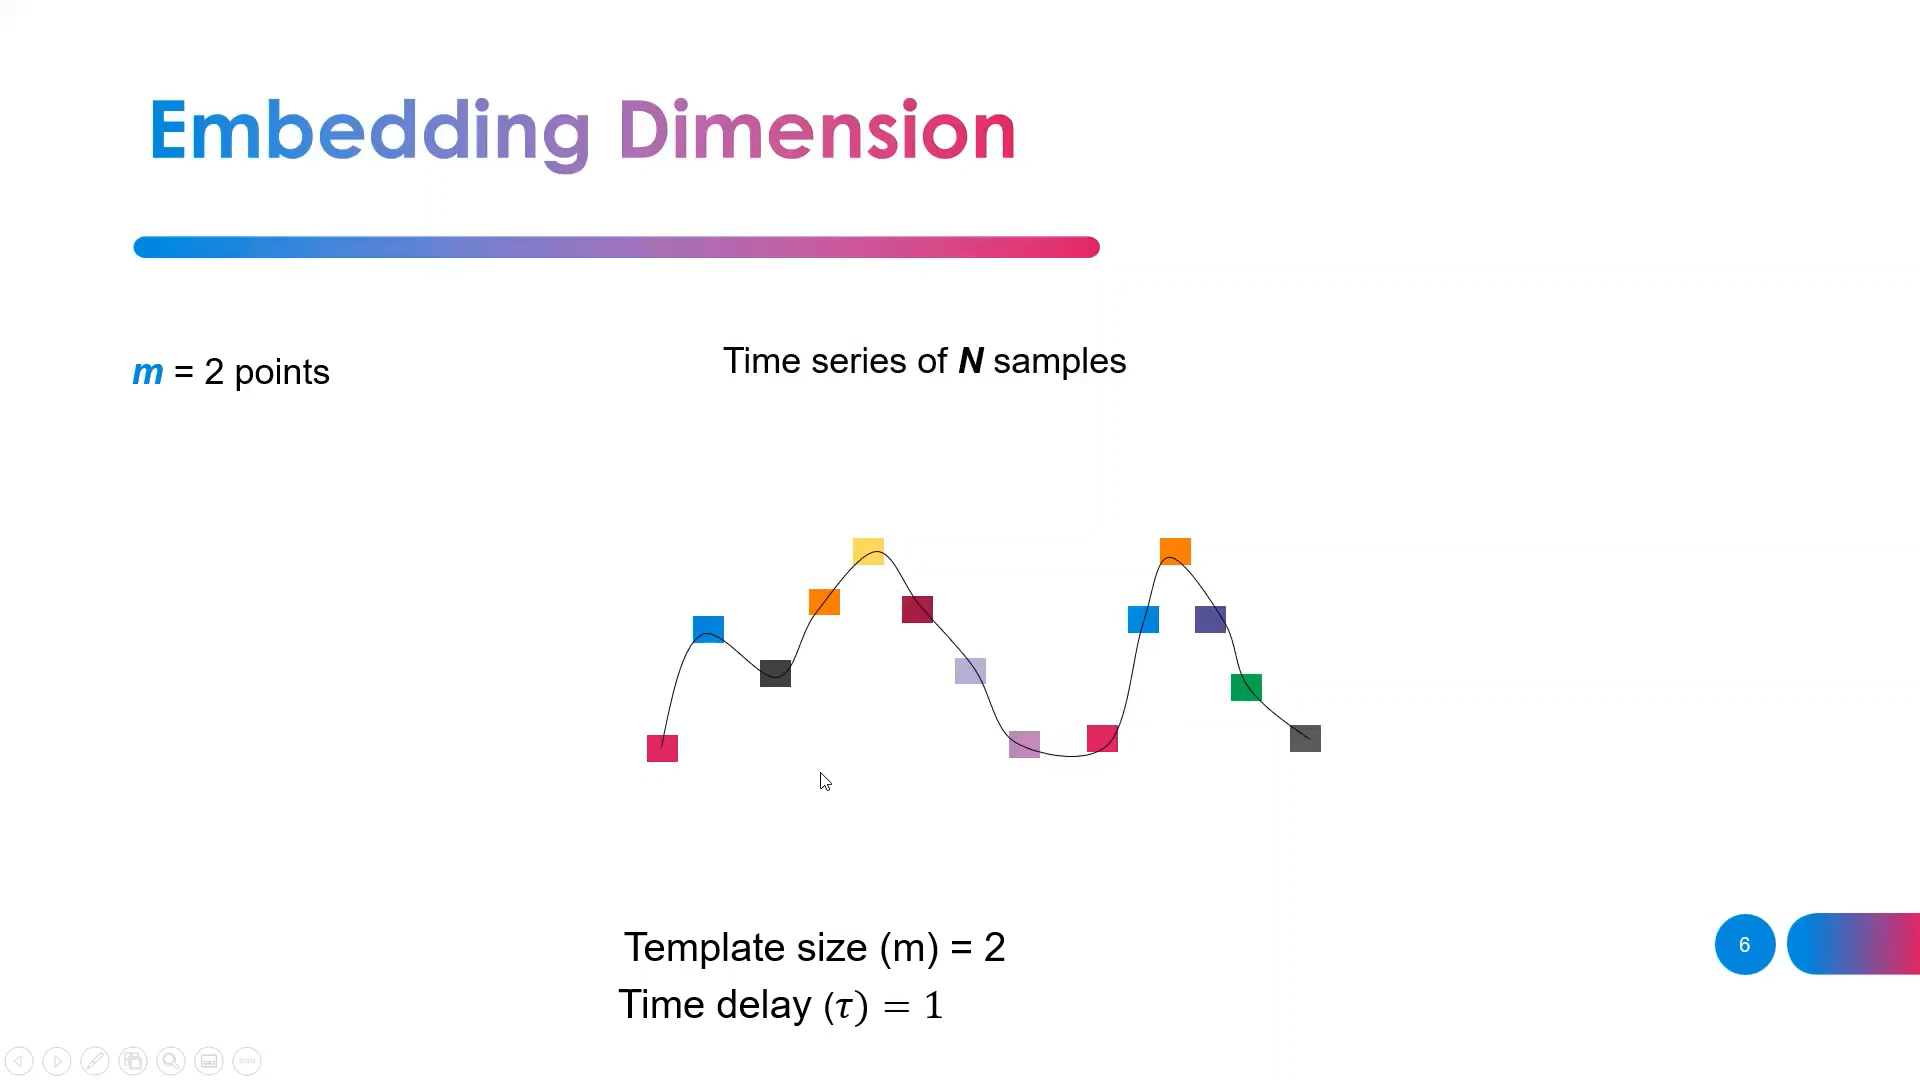 Embedding Dimension
m = 2 points
Time series of N samples
Template size (m) = 2
Time delay (τ) = 1
6